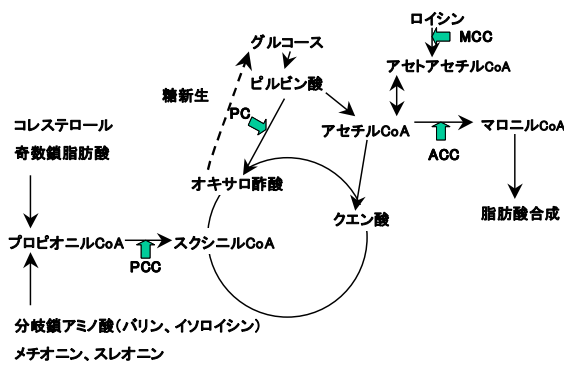 ロイシン
MCC
グルコース
アセトアセチルCoA
ピルビン酸
糖新生
PC
コレステロール
アセチルCoA
マロニルCoA
奇数鎖脂肪酸
ACC
オキサロ酢酸
クエン酸
脂肪酸合成
プロピオニルCoA
スクシニルCoA
PCC
分岐鎖アミノ酸（バリン、イソロイシン）
メチオニン、スレオニン